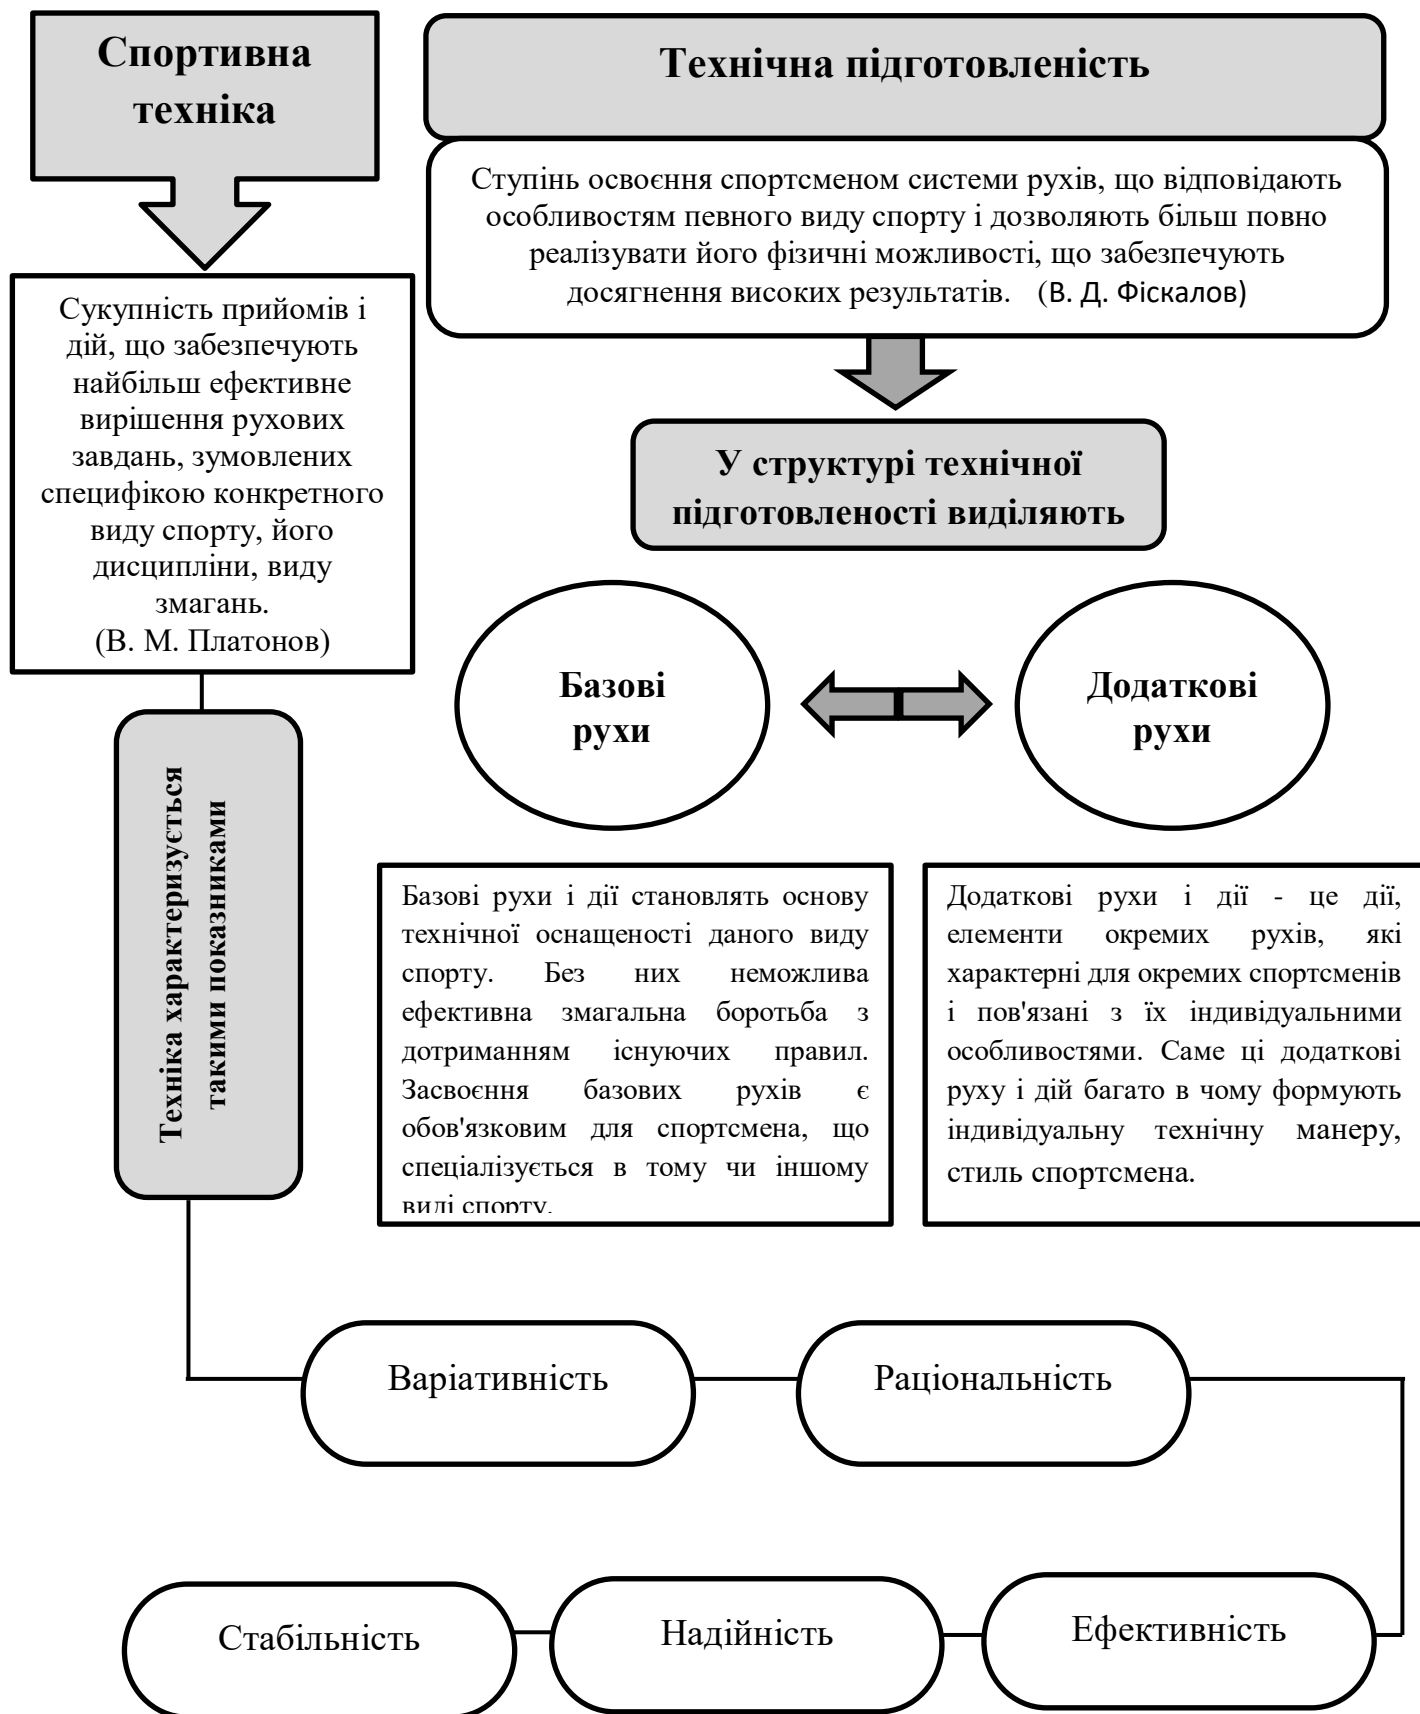 Спортивна
техніка
Сукупність прийомів і
дій, що забезпечують
найбільш ефективне
вирішення рухових
завдань, зумовлених
специфікою конкретного
виду спорту, його
дисципліни, виду
змагань.
(В. М. Платонов)
Технічна підготовленість
Ступінь освоєння спортсменом системи рухів, що відповідають
особливостям певного виду спорту і дозволяють більш повно
реалізувати його фізичні можливості, що забезпечують
досягнення високих результатів. (В. Д. Фіскалов)
У структурі технічної
підготовленості виділяють
Базові
рухи
Додаткові
рухи
Базові рухи і дії становлять основу
технічної оснащеності даного виду
спорту. Без них неможлива
ефективна змагальна боротьба з
дотриманням існуючих правил.
Засвоєння базових рухів є
обов'язковим для спортсмена, що
спеціалізується в тому чи іншому
виді спорту.
Додаткові рухи і дії - це дії,
елементи окремих рухів, які
характерні для окремих спортсменів
і пов'язані з їх індивідуальними
особливостями. Саме ці додаткові
руху і дій багато в чому формують
індивідуальну технічну манеру,
стиль спортсмена.
Техніка характеризується
такими показниками
Варіативність
Раціональність
Стабільність
Надійність
Ефективність